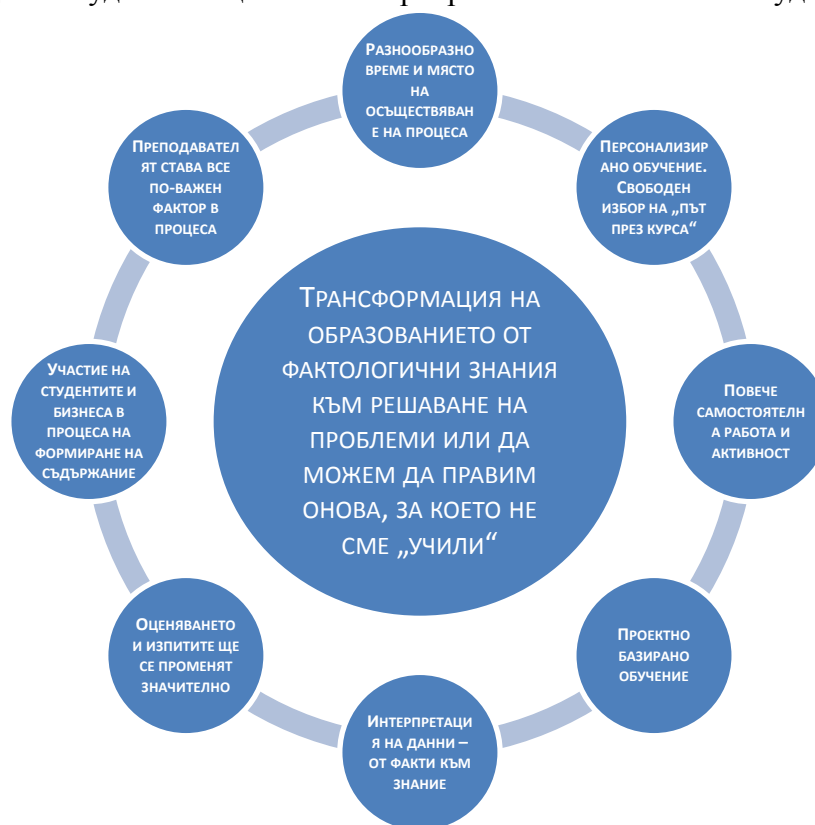 РАЗНООБРАЗНО
ВРЕМЕ И МЯСТО
НА
ОСЪЩЕСТВЯВАН
Е НА ПРОЦЕСА
ПЕРСОНАЛИЗИР
АНО ОБУЧЕНИЕ.
СВОБОДЕН
ИЗБОР НА „ПЪТ
ПРЕЗ КУРСА“
ПОВЕЧЕ
САМОСТОЯТЕЛН
А РАБОТА И
АКТИВНОСТ
ПРОЕКТНО
БАЗИРАНО
ОБУЧЕНИЕ
ИНТЕРПРЕТАЦИ
Я НА ДАННИ –
ОТ ФАКТИ КЪМ
ЗНАНИЕ
ОЦЕНЯВАНЕТО
И ИЗПИТИТЕ ЩЕ
СЕ ПРОМЕНЯТ
ЗНАЧИТЕЛНО
УЧАСТИЕ НА
СТУДЕНТИТЕ И
БИЗНЕСА В
ПРОЦЕСА НА
ФОРМИРАНЕ НА
СЪДЪРЖАНИЕ
ПРЕПОДАВАТЕЛ
ЯТ СТАВА ВСЕ
ПО-ВАЖЕН
ФАКТОР В
ПРОЦЕСА
ТРАНСФОРМАЦИЯ НА
ОБРАЗОВАНИЕТО ОТ
ФАКТОЛОГИЧНИ ЗНАНИЯ
КЪМ РЕШАВАНЕ НА
ПРОБЛЕМИ ИЛИ ДА
МОЖЕМ ДА ПРАВИМ
ОНОВА, ЗА КОЕТО НЕ
СМЕ „УЧИЛИ“